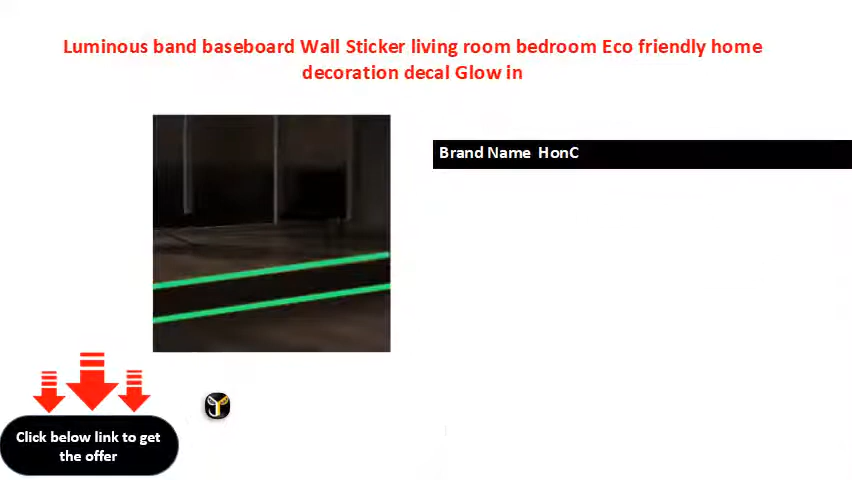 Luminous band baseboard Wall Sticker living room bedroom Eco friendly home
decoration decal Glow in
Brand Name HonC
Click below link to get
the offer